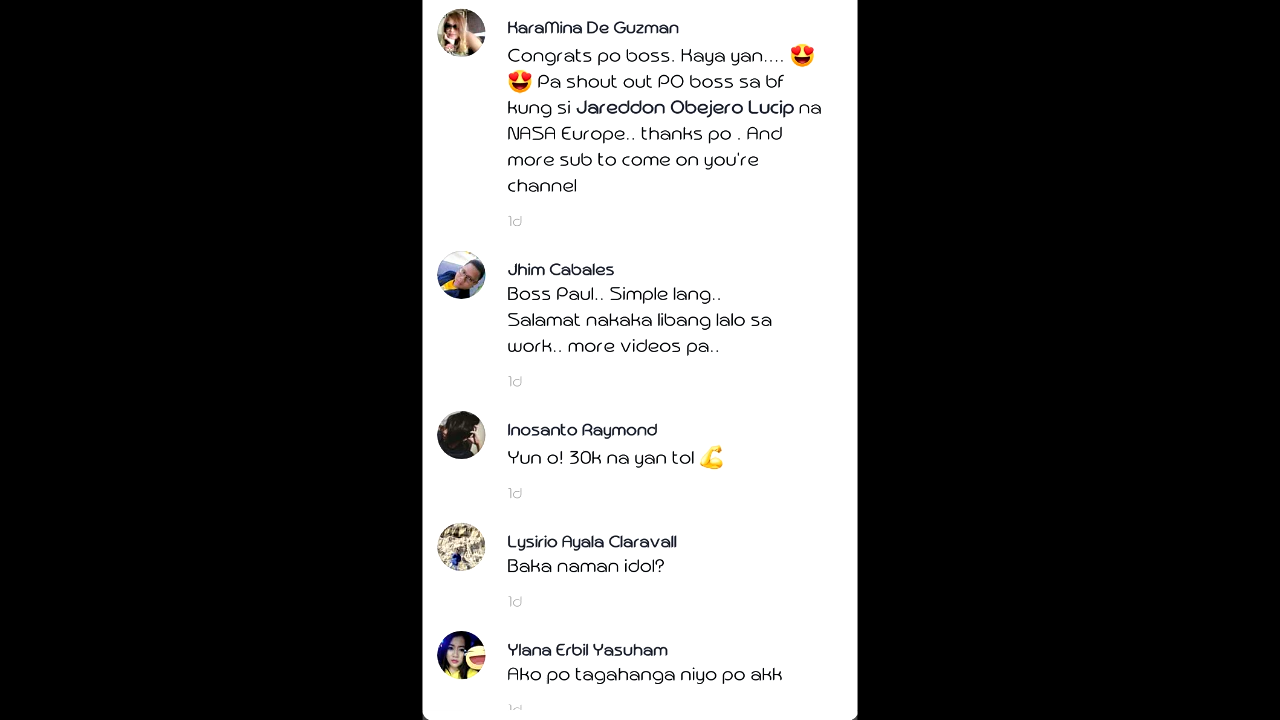 KaraMina De Guzman
Congrats po boss. Kaya yan.... 😍
😍 Pa shout out PO boss sa bf
kung si Jareddon Obejero Lucip na
NASA Europe.. thanks po . And
more sub to come on you're
channel
1d
Jhim Cabales
Boss Paul.. Simple lang..
Salamat nakaka libang lalo sa
work.. more videos pa..
1d
Inosanto Raymond
Yun o! 30k na yan tol 💪
1d
Lysirio Ayala Claravall
Baka naman idol?
1d
Ylana Erbil Yasuham
Ako po tagahanga niyo po akk
1d